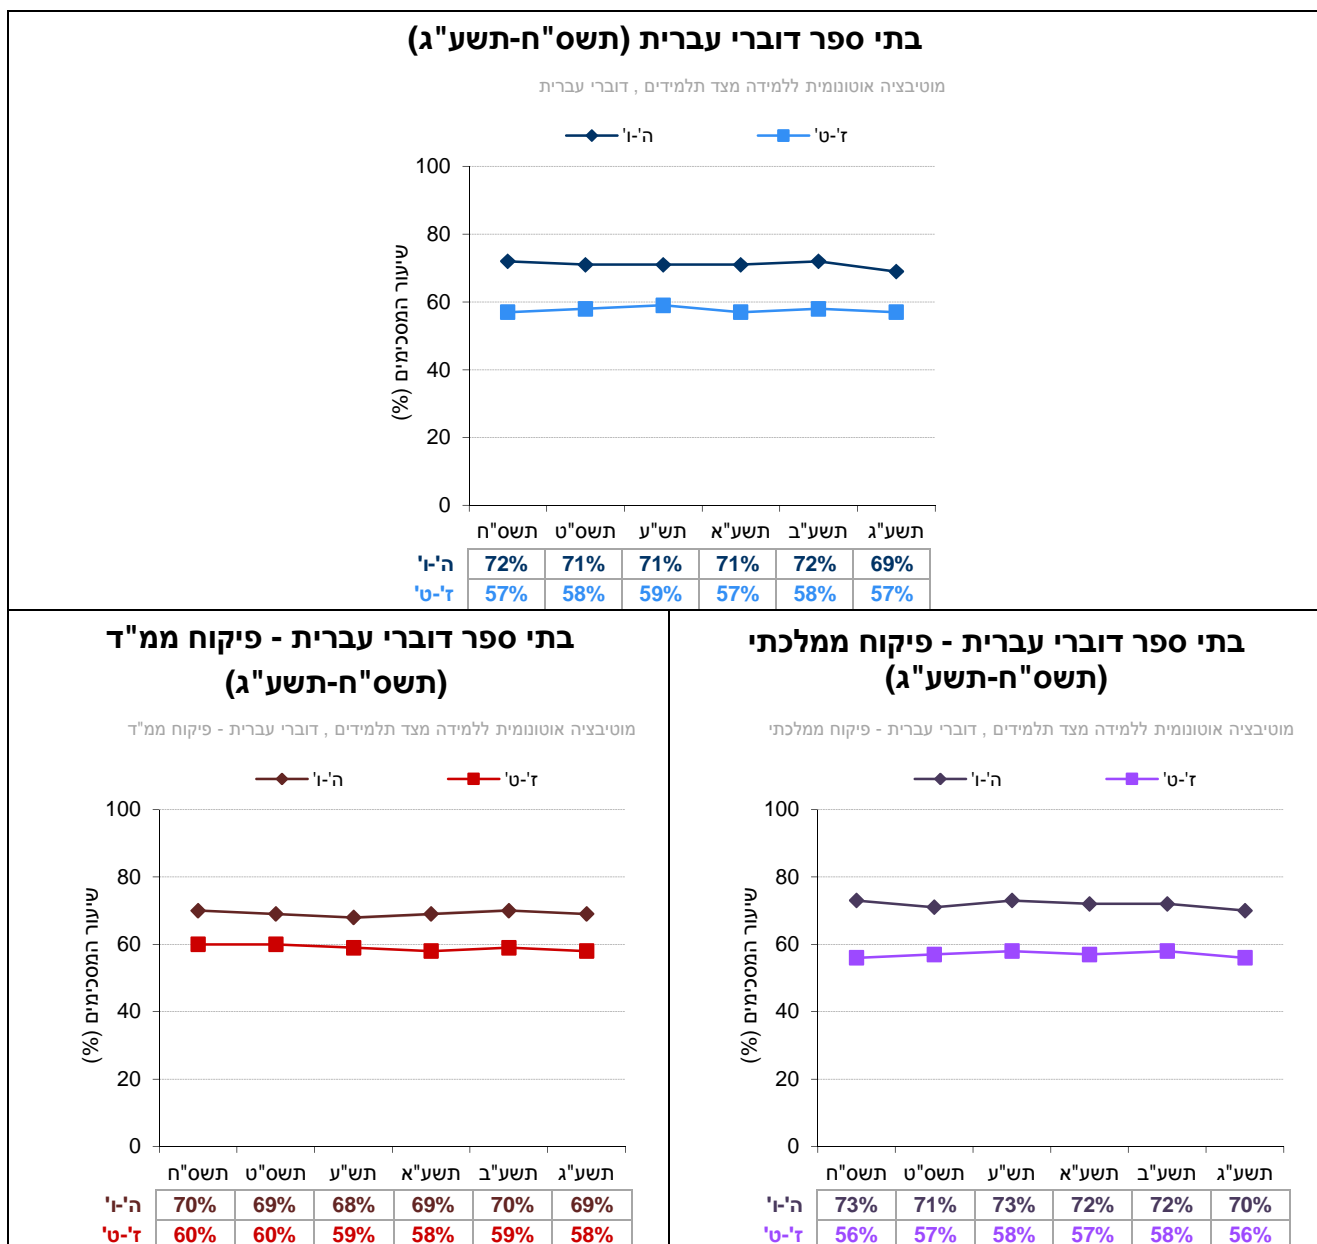 בתי ספר דוברי עברית (תשס"ח-תשע"ג)
מוטיבציה אוטונומית ללמידה מצד תלמידים , דוברי עברית
ה'-ו' ז'-ט'
שיעור המסכימים (%)
100
80
60
40
20
0
תשס"ח תשס"ט תש"ע תשע"א תשע"ב תשע"ג
ה'-ו' 72% 71% 71% 71% 72% 69%
ז'-ט' 57% 58% 59% 57% 58% 57%
בתי ספר דוברי עברית - פיקוח ממלכתי
(תשס"ח-תשע"ג)
מוטיבציה אוטונומית ללמידה מצד תלמידים , דוברי עברית - פיקוח ממלכתי
ה'-ו' ז'-ט'
שיעור המסכימים (%)
100
80
60
40
20
0
תשס"ח תשס"ט תש"ע תשע"א תשע"ב תשע"ג
ה'-ו' 73% 71% 73% 72% 72% 70%
ז'-ט' 56% 57% 58% 57% 58% 56%
בתי ספר דוברי עברית - פיקוח ממ"ד
(תשס"ח-תשע"ג)
מוטיבציה אוטונומית ללמידה מצד תלמידים , דוברי עברית - פיקוח ממ"ד
ה'-ו' ז'-ט'
שיעור המסכימים (%)
100
80
60
40
20
0
תשס"ח תשס"ט תש"ע תשע"א תשע"ב תשע"ג
ה'-ו' 70% 69% 68% 69% 70% 69%
ז'-ט' 60% 60% 59% 58% 59% 58%